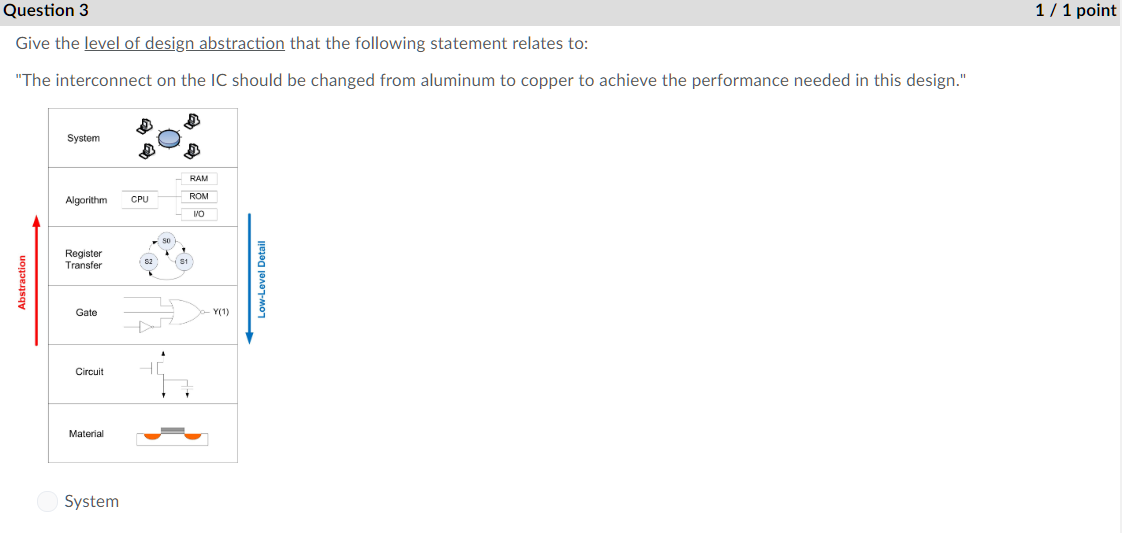 Question 3
1 / 1 point
Give the level of design abstraction that the following statement relates to:
"The interconnect on the IC should be changed from aluminum to copper to achieve the performance needed in this design."
System
Algorithm
CPU
RAM
ROM
I/O
Register
Transfer
S0
S2
S1
Gate
Y(1)
Circuit
Material
Abstraction
Low-Level Detail
System